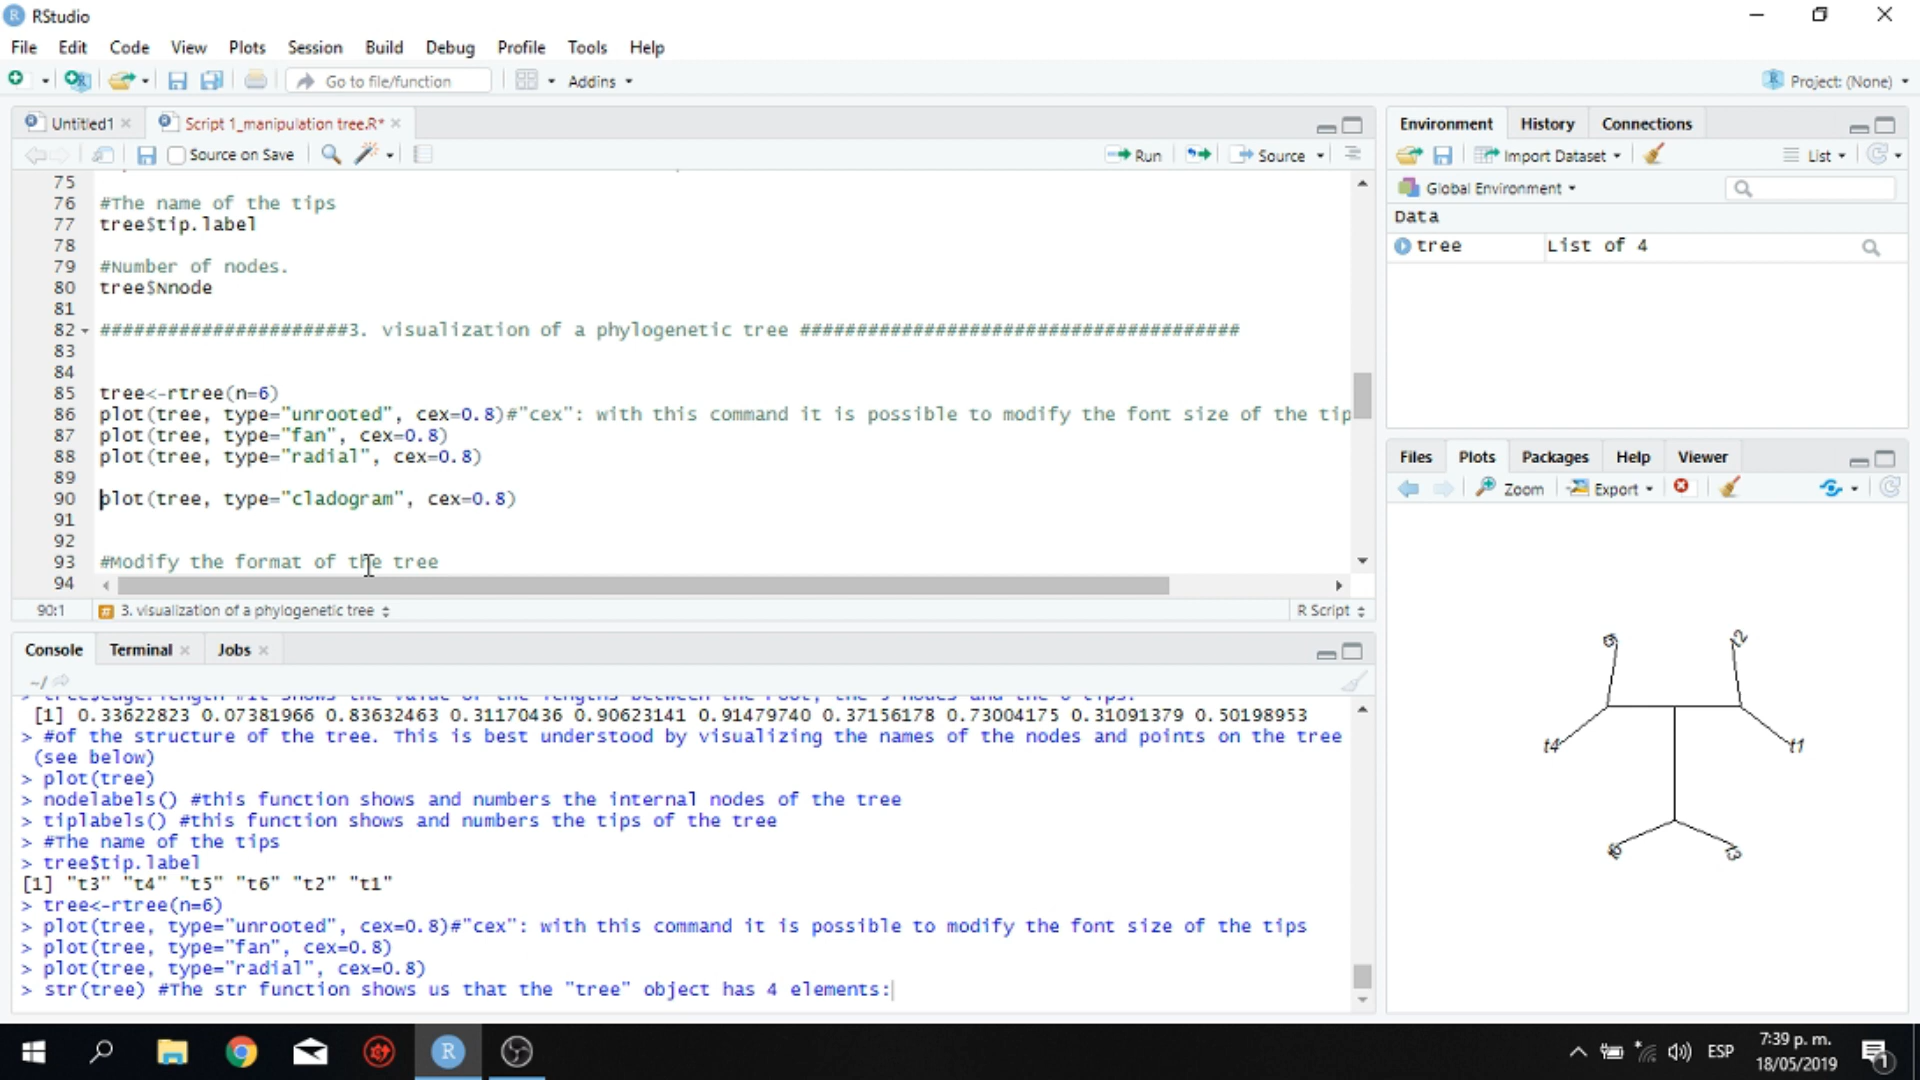 RStudio
File Edit Code View Plots Session Build Debug Profile Tools Help
Go to file/function Addins Project: (None)
Untitled1 Script 1_manipulation tree.R*
Source on Save Run Source
75
76 #The name of the tips
77 tree$tip.label
78
79 #Number of nodes.
80 tree$Nnode
81
82 ######################3. visualization of a phylogenetic tree #######################################
83
84
85 tree<-rtree(n=6)
86 plot(tree, type="unrooted", cex=0.8)#"cex": with this command it is possible to modify the font size of the tip
87 plot(tree, type="fan", cex=0.8)
88 plot(tree, type="radial", cex=0.8)
89
90 plot(tree, type="cladogram", cex=0.8)
91
92
93 #Modify the format of the tree
94
90:1 3. visualization of a phylogenetic tree R Script
Console Terminal Jobs
~/
[1] 0.33622823 0.07381966 0.83632463 0.31170436 0.90623141 0.91479740 0.37156178 0.73004175 0.31091379 0.50198953
> #of the structure of the tree. This is best understood by visualizing the names of the nodes and points on the tree
(see below)
> plot(tree)
> nodelabels() #this function shows and numbers the internal nodes of the tree
> tiplabels() #this function shows and numbers the tips of the tree
> #The name of the tips
> tree$tip.label
[1] "t3" "t4" "t5" "t6" "t2" "t1"
> tree<-rtree(n=6)
> plot(tree, type="unrooted", cex=0.8)#"cex": with this command it is possible to modify the font size of the tips
> plot(tree, type="fan", cex=0.8)
> plot(tree, type="radial", cex=0.8)
> str(tree) #The str function shows us that the "tree" object has 4 elements:
Environment History Connections
Import Dataset List
Global Environment
Data
tree List of 4
Files Plots Packages Help Viewer
Zoom Export
t2
t4 t1
t3
ESP
7:39 p. m.
18/05/2019
1